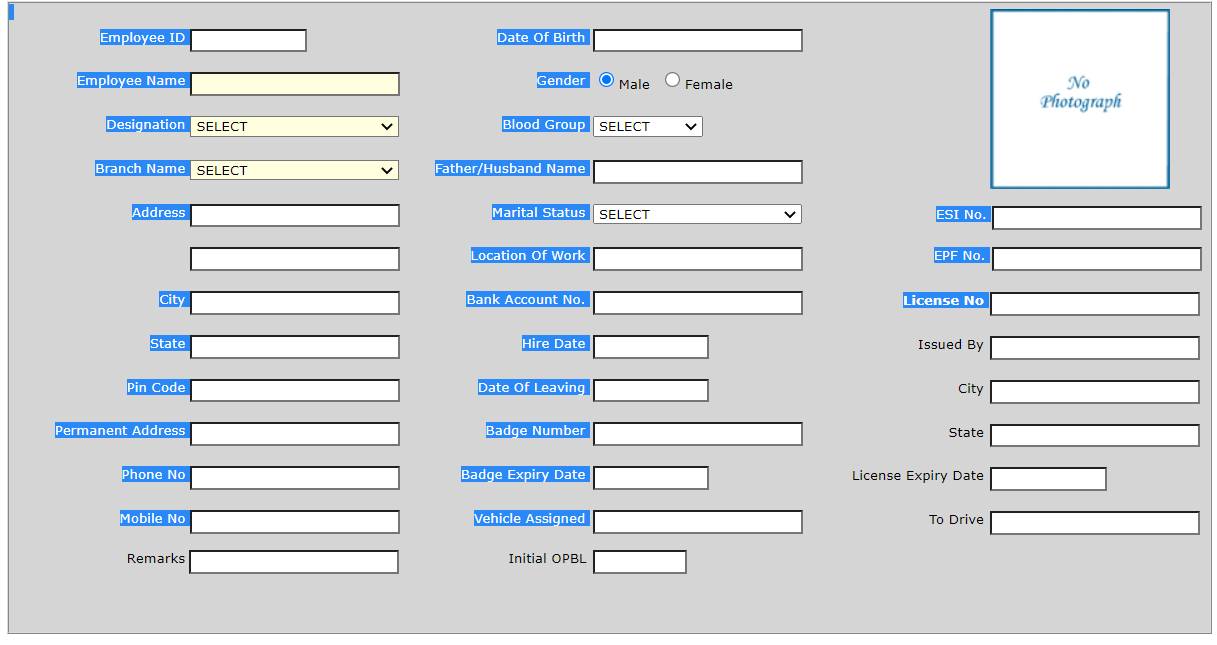 Employee ID
Date Of Birth
Employee Name
Gender Male Female
No
Photograph
Designation SELECT
Blood Group SELECT
Branch Name SELECT
Father/Husband Name
Address
Marital Status SELECT
ESI No.
Location Of Work
EPF No.
City
Bank Account No.
License No
State
Hire Date
Issued By
Pin Code
Date Of Leaving
City
Permanent Address
Badge Number
State
Phone No
Badge Expiry Date
License Expiry Date
Mobile No
Vehicle Assigned
To Drive
Remarks
Initial OPBL